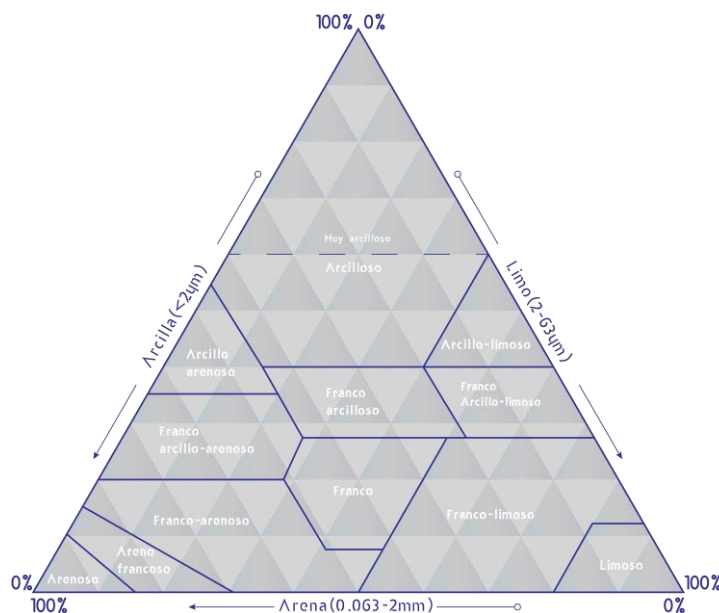 100% 0%
Huy arcilloso
Arcilloso
Arcilla(<2µm)
Limo(2-63µm)
Arcillo-limoso
Arcillo
arenoso
Franco
arcilloso
Franco
Arcillo-limoso
Franco
arcillo-arenoso
Franco
Franco-arenoso
Franco-limoso
Areno
francoso
Arenoso
Limoso
0%
100%
100%
0%
Arena(0.063-2mm)